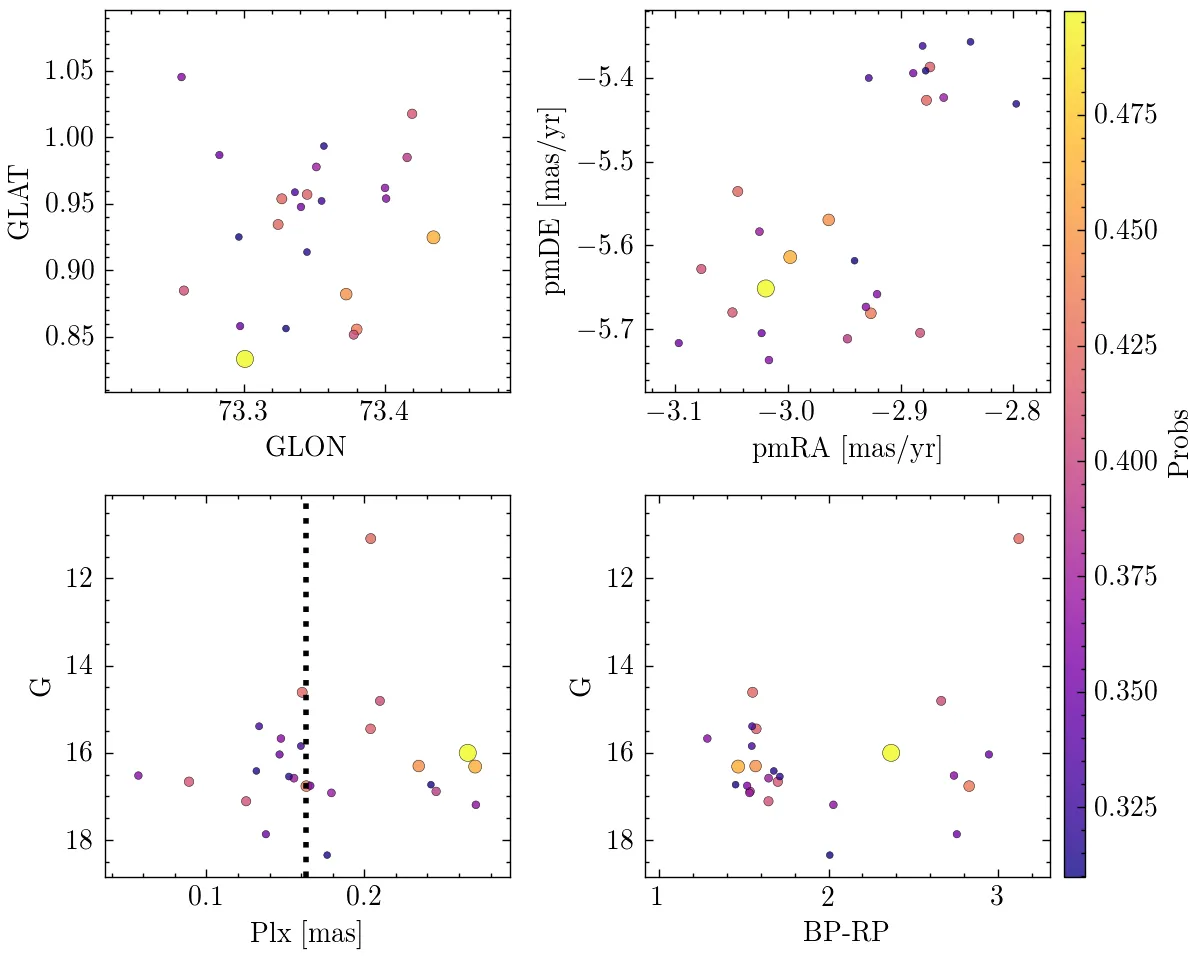 1.05
1.00
0.95
0.90
0.85
GLAT
73.3 73.4
GLON
−5.4
−5.5
−5.6
−5.7
pmDE [mas/yr]
−3.1 −3.0 −2.9 −2.8
pmRA [mas/yr]
12
14
16
18
G
0.1 0.2
Plx [mas]
12
14
16
18
G
1 2 3
BP-RP
0.475
0.450
0.425
0.400
0.375
0.350
0.325
Probs